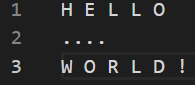 1 H E L L O
2 ....
3 W O R L D !